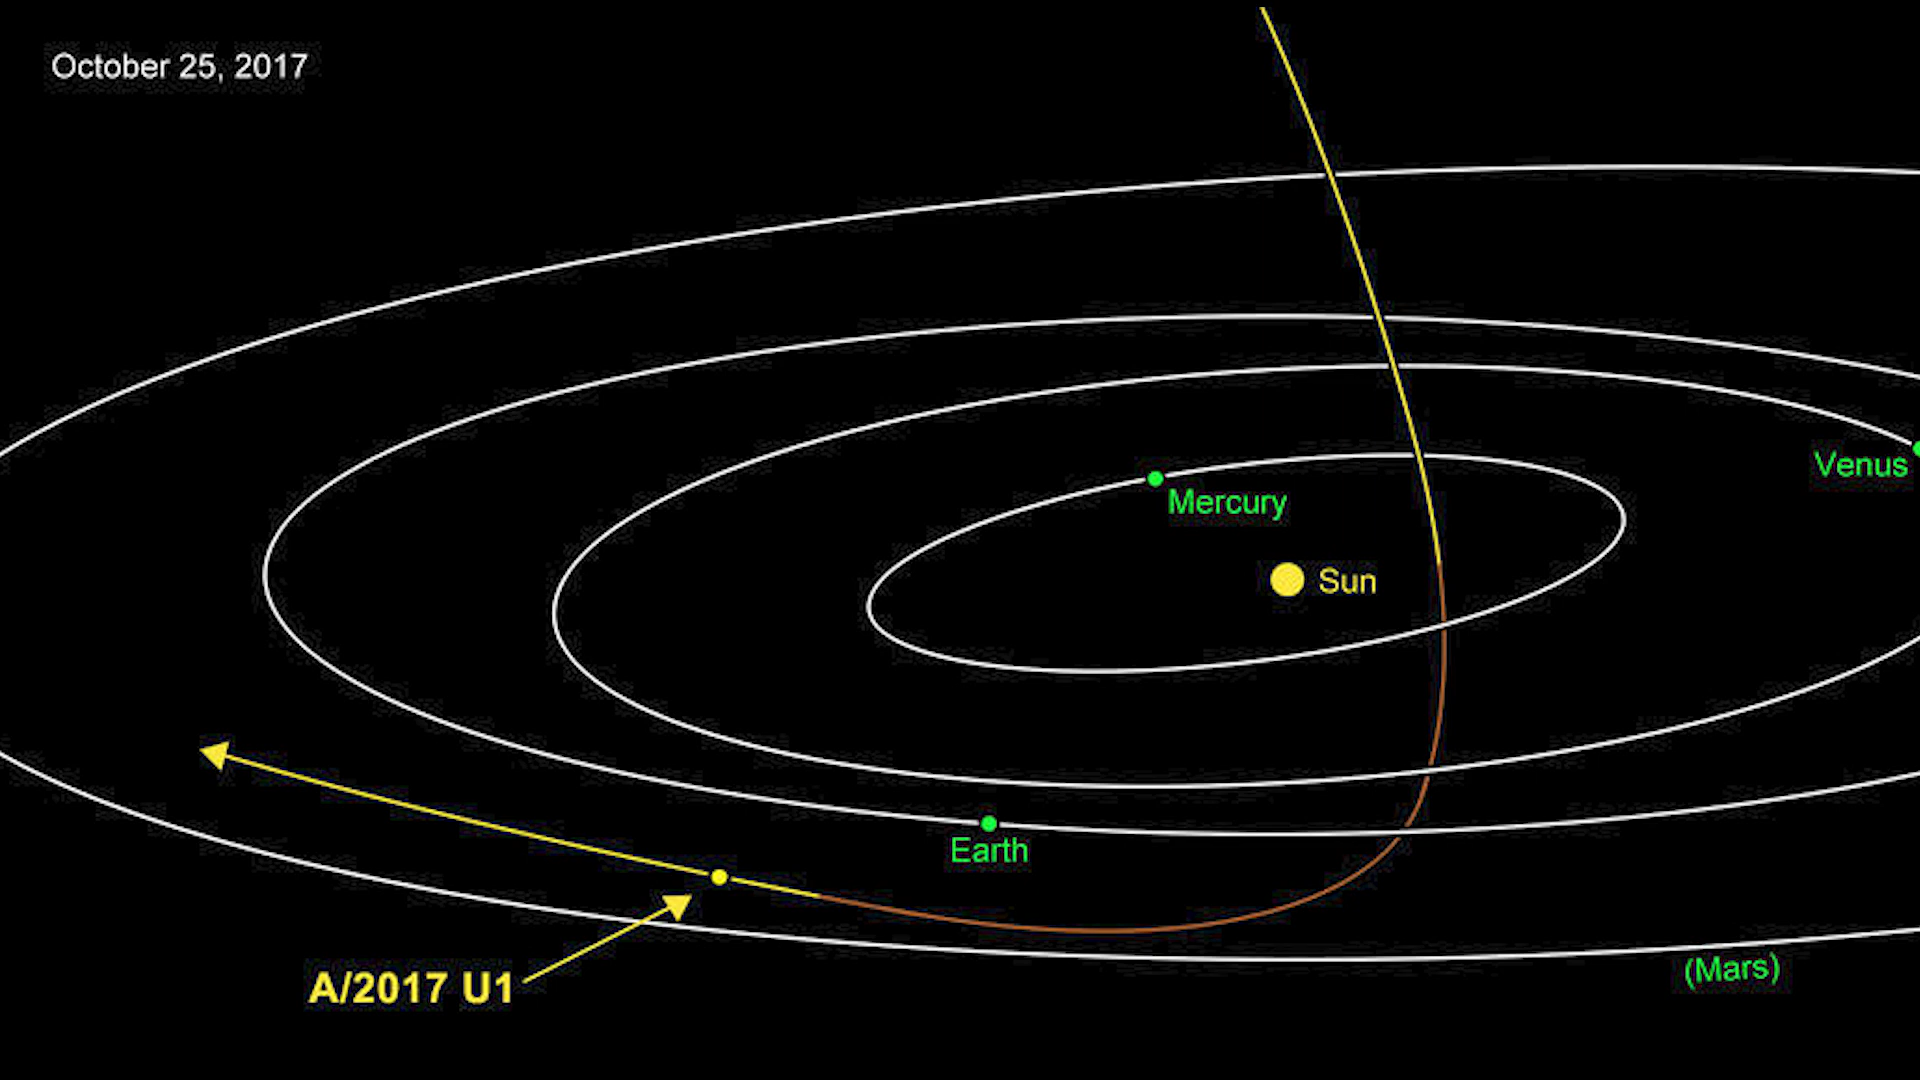 October 25, 2017
Venus
Mercury
Sun
Earth
(Mars)
A/2017 U1